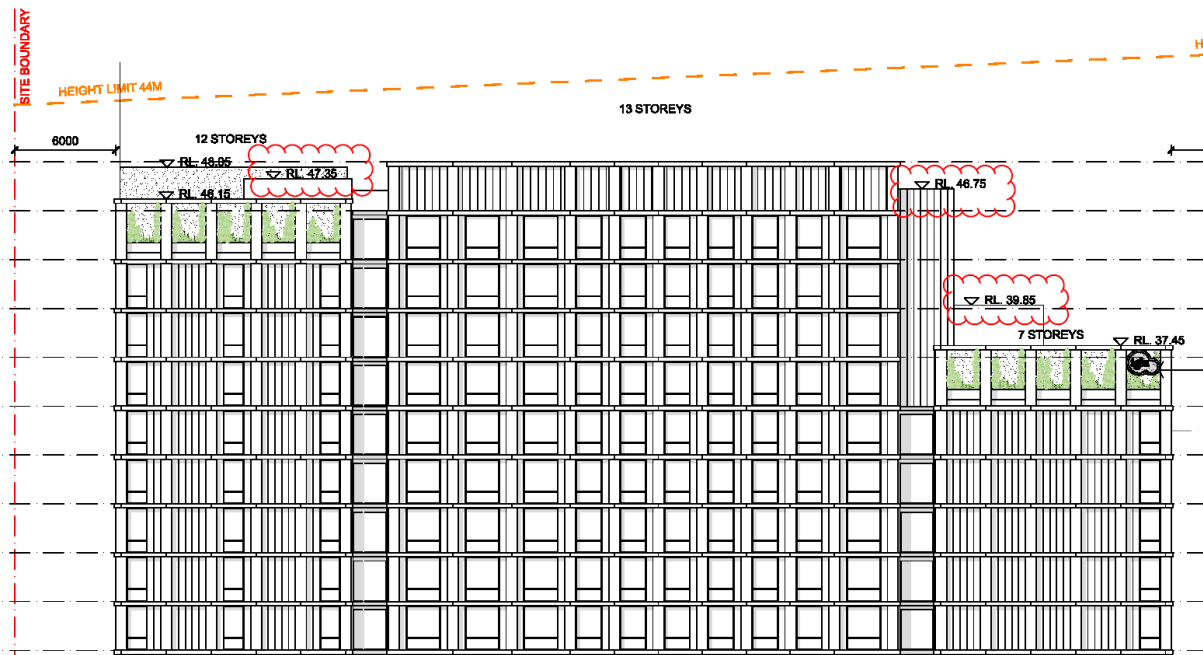 SITE BOUNDARY
HEIGHT LIMIT 44M
H
13 STOREYS
6000
12 STOREYS
RL. 48.05
RL. 47.35
RL. 46.15
RL. 46.75
RL. 39.85
7 STOREYS
RL. 37.45